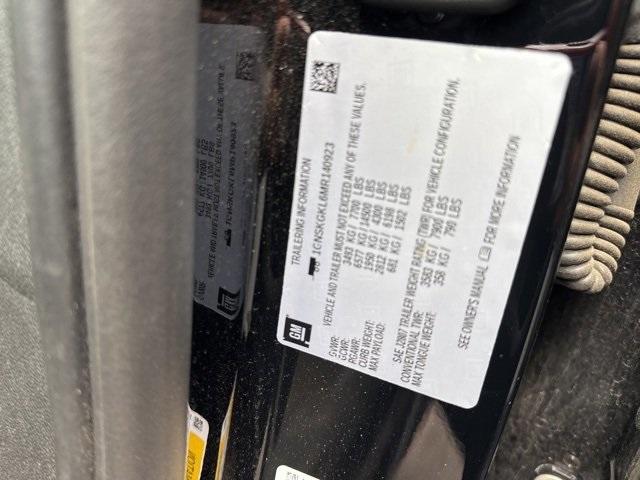 TRAILERING INFORMATION
1GNSKGKL6MR140923
VEHICLE AND TRAILER MUST NOT EXCEED ANY OF THESE VALUES.
GVWR: 3493 KG / 7700 LBS
GCWR: 6577 KG / 14500 LBS
RGAWR: 1950 KG / 4300 LBS
CURB WEIGHT: 2812 KG / 6198 LBS
MAX PAYLOAD: 681 KG / 1502 LBS
SAE J2807 TRAILER WEIGHT RATING (TWR) FOR VEHICLE CONFIGURATION.
CONVENTIONAL TWR: 3583 KG / 7900 LBS
MAX TONGUE WEIGHT: 358 KG / 790 LBS
SEE OWNER'S MANUAL FOR MORE INFORMATION
GM